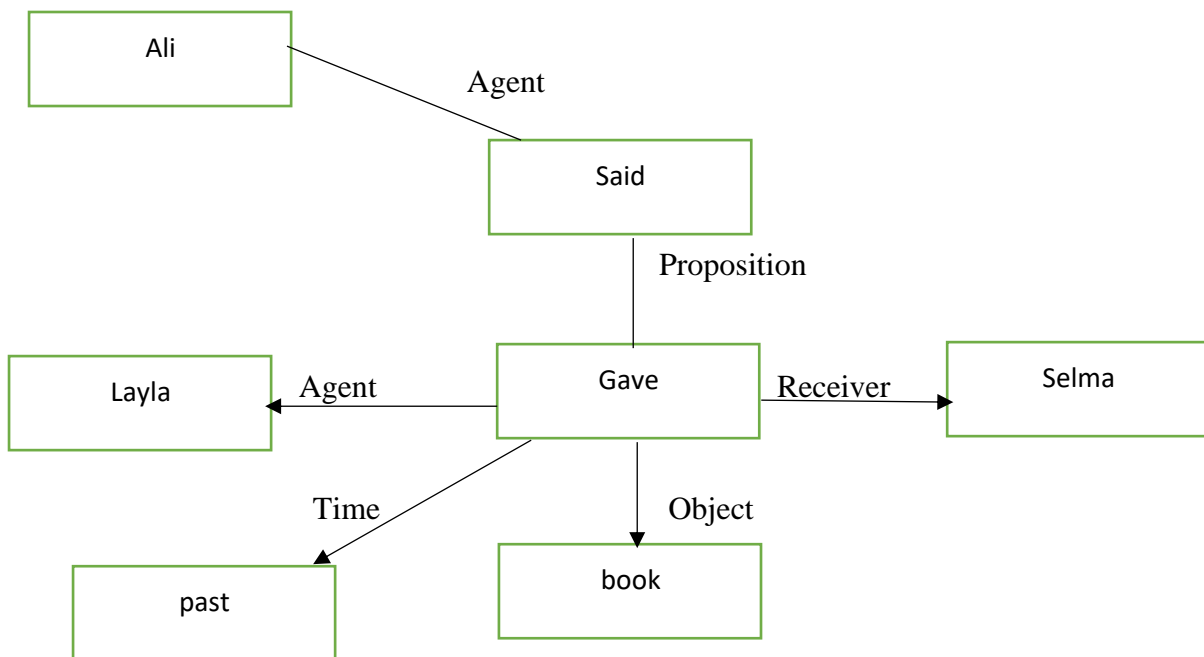 Ali
Agent
Said
Proposition
Layla
Agent
Gave
Receiver
Selma
Time
Object
past
book